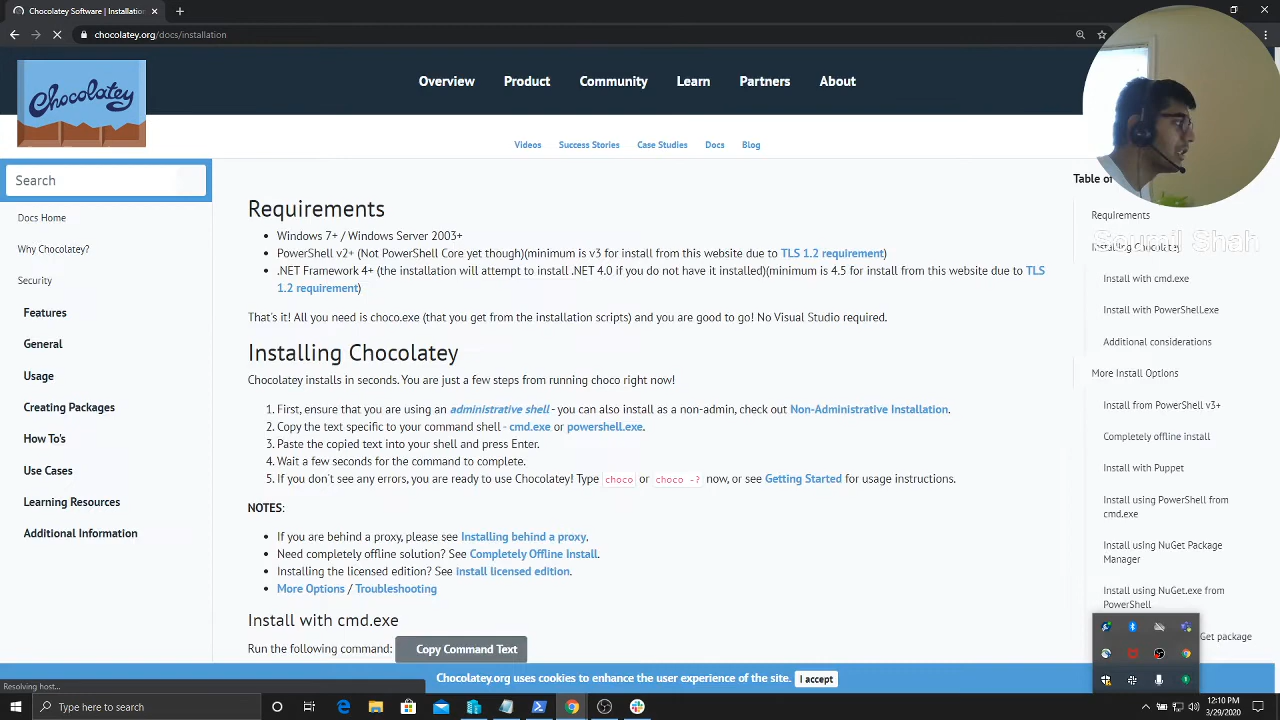 Chocolatey | Installation
chocolatey.org/docs/installation
Chocolatey
Overview
Product
Community
Learn
Partners
About
Videos
Success Stories
Case Studies
Docs
Blog
Search
Docs Home
Why Chocolatey?
Security
Features
General
Usage
Creating Packages
How To's
Use Cases
Learning Resources
Additional Information
Requirements
Windows 7+ / Windows Server 2003+
PowerShell v2+ (Not PowerShell Core yet though)(minimum is v3 for install from this website due to TLS 1.2 requirement)
.NET Framework 4+ (the installation will attempt to install .NET 4.0 if you do not have it installed)(minimum is 4.5 for install from this website due to TLS
1.2 requirement)
That's it! All you need is choco.exe (that you get from the installation scripts) and you are good to go! No Visual Studio required.
Installing Chocolatey
Chocolatey installs in seconds. You are just a few steps from running choco right now!
1. First, ensure that you are using an administrative shell - you can also install as a non-admin, check out Non-Administrative Installation.
2. Copy the text specific to your command shell - cmd.exe or powershell.exe.
3. Paste the copied text into your shell and press Enter.
4. Wait a few seconds for the command to complete.
5. If you don't see any errors, you are ready to use Chocolatey! Type choco or choco -? now, or see Getting Started for usage instructions.
NOTES:
If you are behind a proxy, please see Installing behind a proxy.
Need completely offline solution? See Completely Offline Install.
Installing the licensed edition? See install licensed edition.
More Options / Troubleshooting
Install with cmd.exe
Run the following command: Copy Command Text
Table of
Requirements
Installing Chocolatey
Soumil Shah
Install with cmd.exe
Install with PowerShell.exe
Additional considerations
More Install Options
Install from PowerShell v3+
Completely offline install
Install with Puppet
Install using PowerShell from
cmd.exe
Install using NuGet Package
Manager
Install using NuGet.exe from
PowerShell
Get package
Chocolatey.org uses cookies to enhance the user experience of the site. I accept
Resolving host...
Type here to search
12:10 PM
3/29/2020